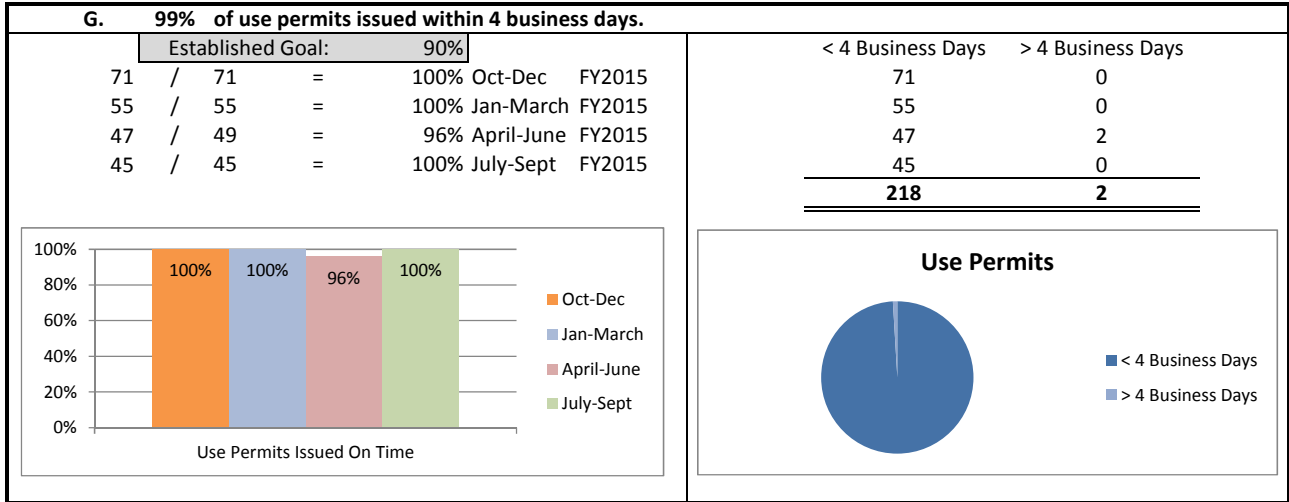 G. 99% of use permits issued within 4 business days.
Established Goal: 90%
71 / 71 = 100% Oct-Dec FY2015
55 / 55 = 100% Jan-March FY2015
47 / 49 = 96% April-June FY2015
45 / 45 = 100% July-Sept FY2015
< 4 Business Days > 4 Business Days
71 0
55 0
47 2
45 0
218 2
100%
80%
60%
40%
20%
0%
100% 100% 96% 100%
Use Permits Issued On Time
Oct-Dec
Jan-March
April-June
July-Sept
Use Permits
< 4 Business Days
> 4 Business Days